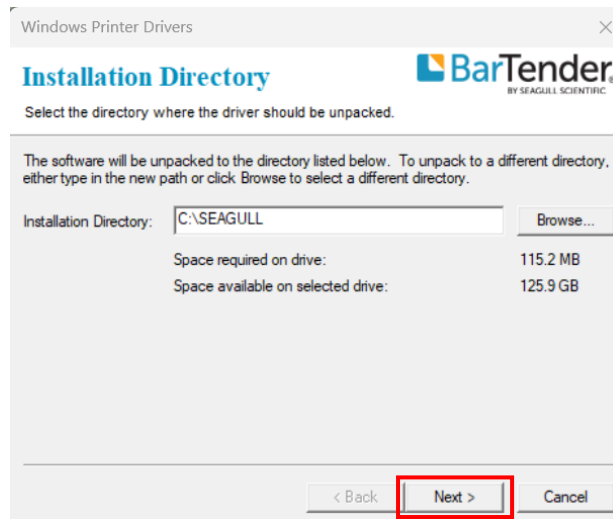 Windows Printer Drivers
Installation Directory
BarTender
BY SEAGULL SCIENTIFIC
Select the directory where the driver should be unpacked.
The software will be unpacked to the directory listed below.  To unpack to a different directory,
either type in the new path or click Browse to select a different directory.
Installation Directory: C:\SEAGULL Browse...
Space required on drive: 115.2 MB
Space available on selected drive: 125.9 GB
< Back Next > Cancel